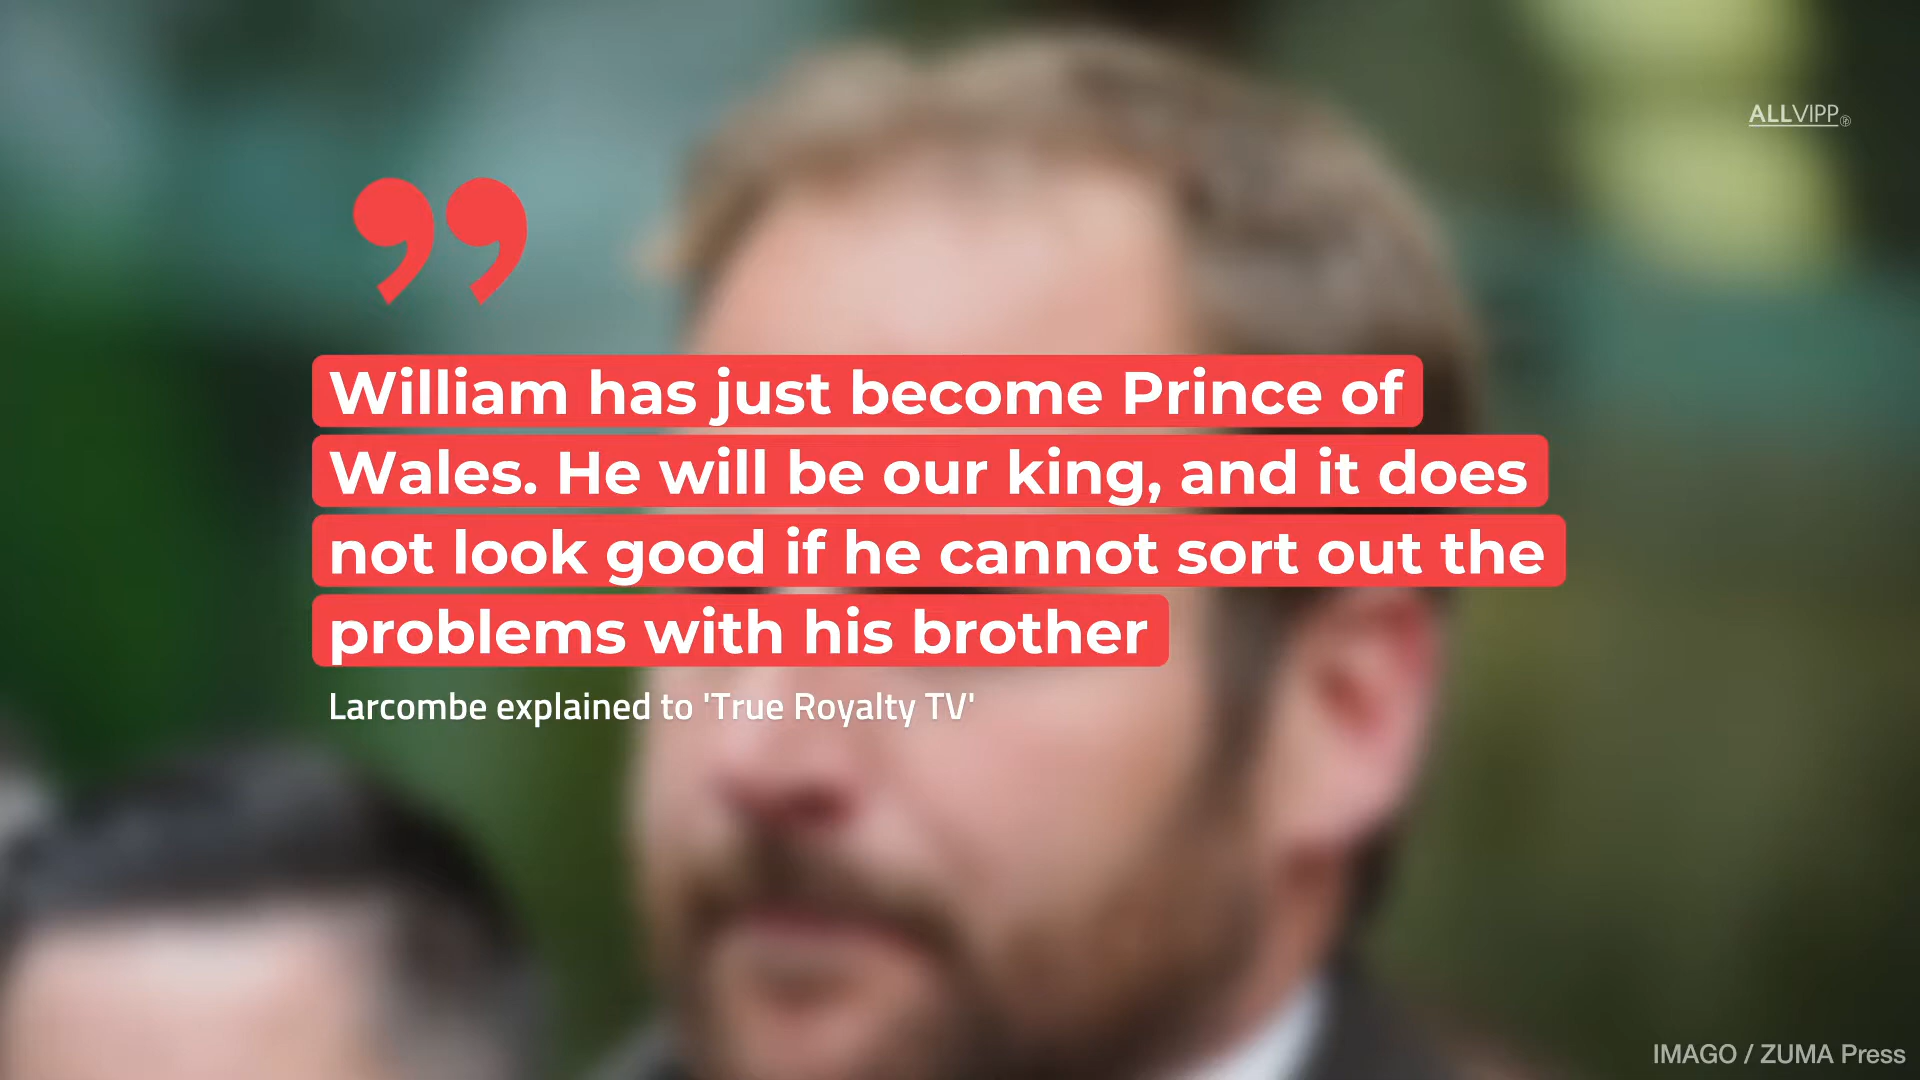 ALLVIPP
”
William has just become Prince of
Wales. He will be our king, and it does
not look good if he cannot sort out the
problems with his brother
Larcombe explained to 'True Royalty TV'
IMAGO / ZUMA Press